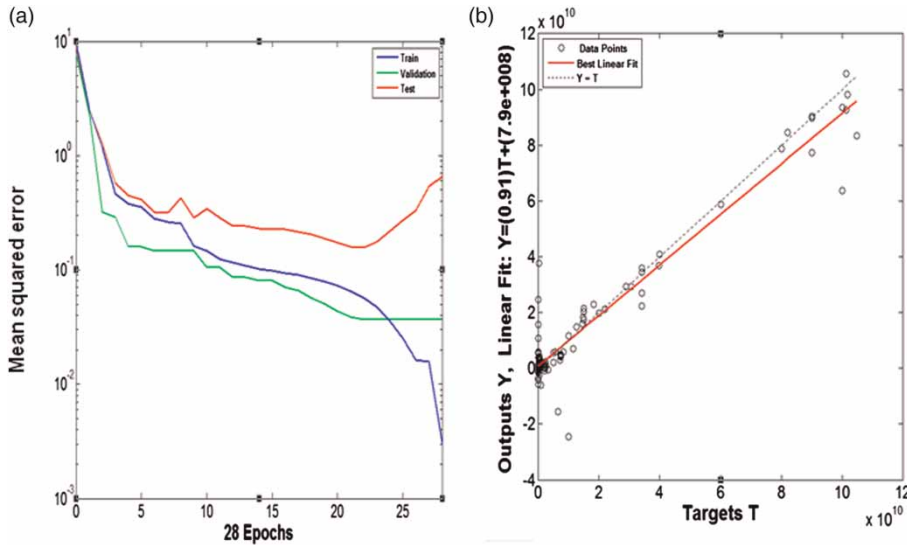 (a)
10^1
10^0
10^-1
10^-2
10^-3
Mean squared error
Train
Validation
Test
0 5 10 15 20 25
28 Epochs
(b)
x 10^10
12
10
8
6
4
2
0
-2
-4
Outputs Y, Linear Fit: Y=(0.91)T+(7.9e+008)
Data Points
Best Linear Fit
Y = T
0 2 4 6 8 10 12
x 10^10
Targets T